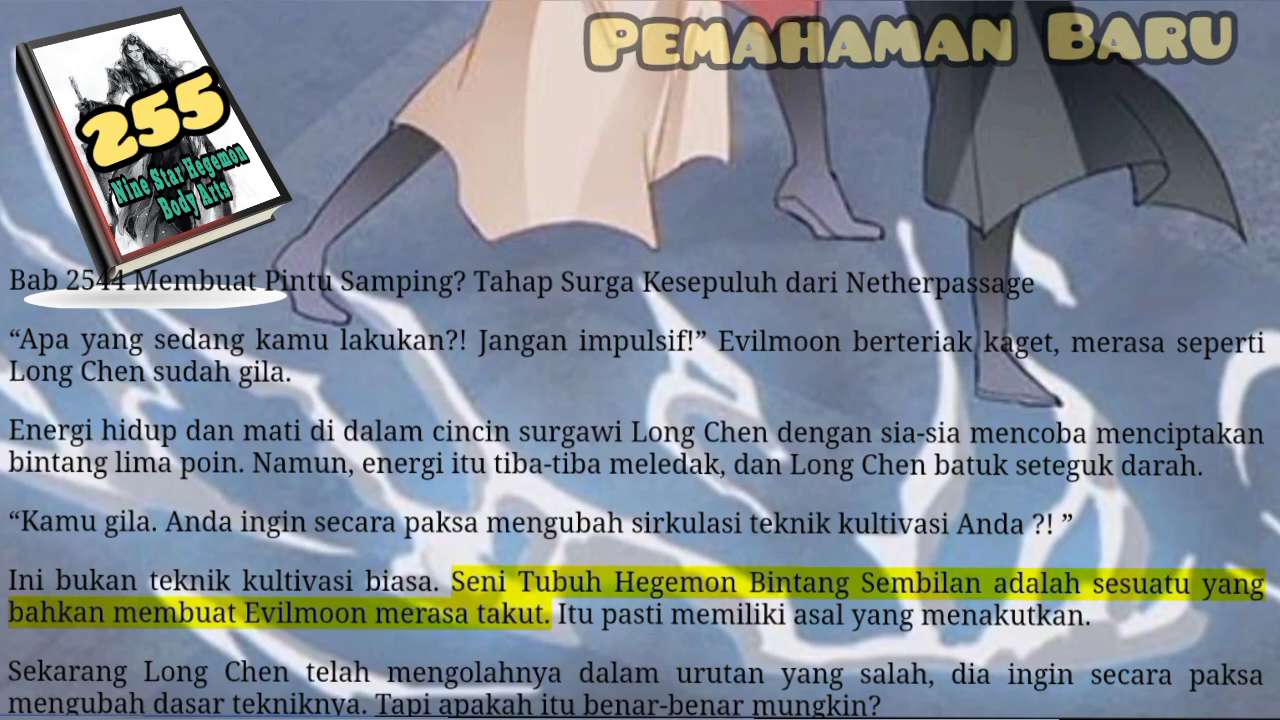 PEMAHAMAN BARU
255
Nine Star Hegemon
Body Arts
Bab 2544 Membuat Pintu Samping? Tahap Surga Kesepuluh dari Netherpassage
“Apa yang sedang kamu lakukan?! Jangan impulsif!” Evilmoon berteriak kaget, merasa seperti
Long Chen sudah gila.
Energi hidup dan mati di dalam cincin surgawi Long Chen dengan sia-sia mencoba menciptakan
bintang lima poin. Namun, energi itu tiba-tiba meledak, dan Long Chen batuk seteguk darah.
“Kamu gila. Anda ingin secara paksa mengubah sirkulasi teknik kultivasi Anda ?! ”
Ini bukan teknik kultivasi biasa. Seni Tubuh Hegemon Bintang Sembilan adalah sesuatu yang
bahkan membuat Evilmoon merasa takut. Itu pasti memiliki asal yang menakutkan.
Sekarang Long Chen telah mengolahnya dalam urutan yang salah, dia ingin secara paksa
mengubah dasar tekniknya. Tapi apakah itu benar-benar mungkin?